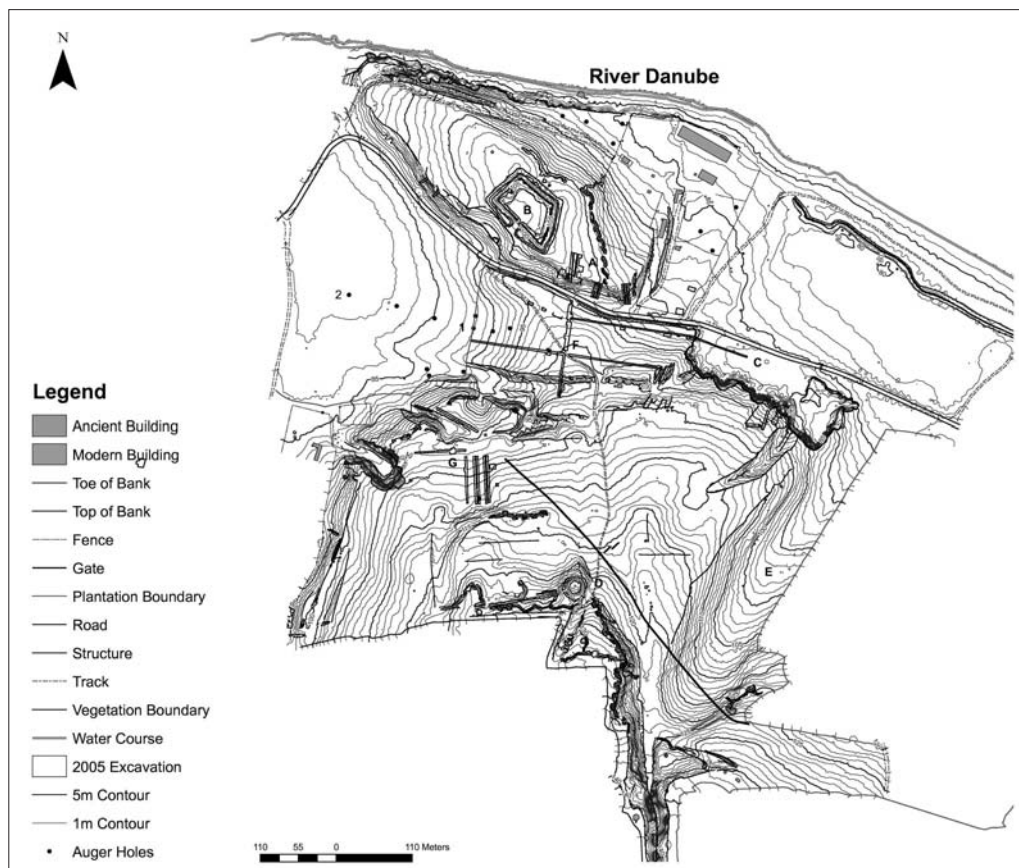 N
River Danube
B
A
2
1
F
C
G
E
D
Legend
Ancient Building
Modern Building
Toe of Bank
Top of Bank
Fence
Gate
Plantation Boundary
Road
Structure
Track
Vegetation Boundary
Water Course
2005 Excavation
5m Contour
1m Contour
Auger Holes
110 55 0 110 Meters